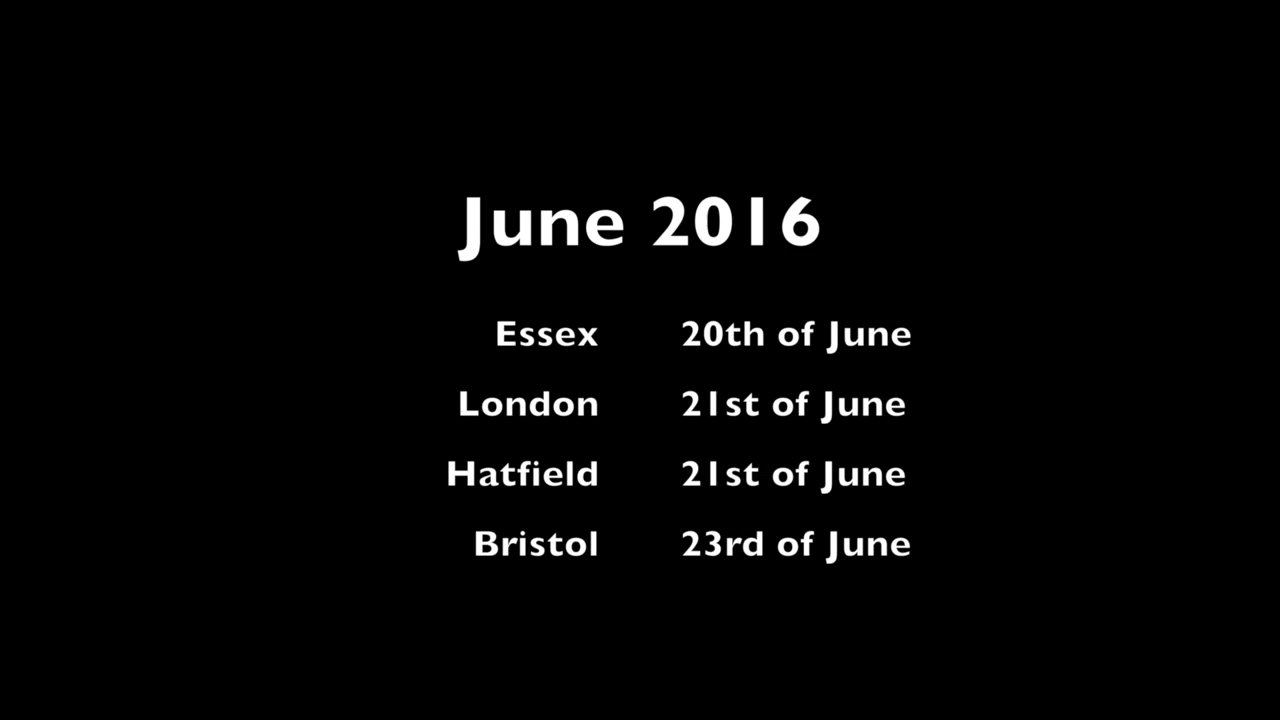 June 2016
Essex 20th of June
London 21st of June
Hatfield 21st of June
Bristol 23rd of June